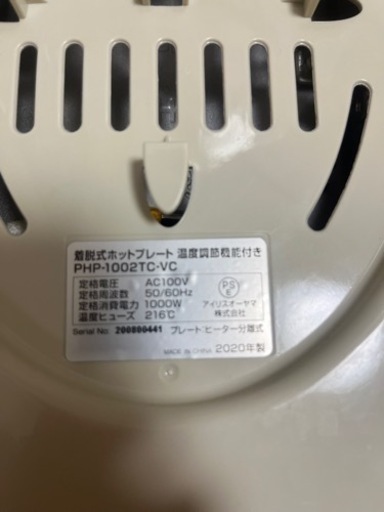 着脱式ホットプレート 温度調節機能付き
PHP-1002TC-VC
定格電圧 AC100V
定格周波数 50/60Hz
定格消費電力 1000W
温度ヒューズ 216℃
PS
E
アイリスオーヤマ
株式会社
Serial No: 200800441 プレート/ヒーター分離式
MADE IN CHINA 2020年製